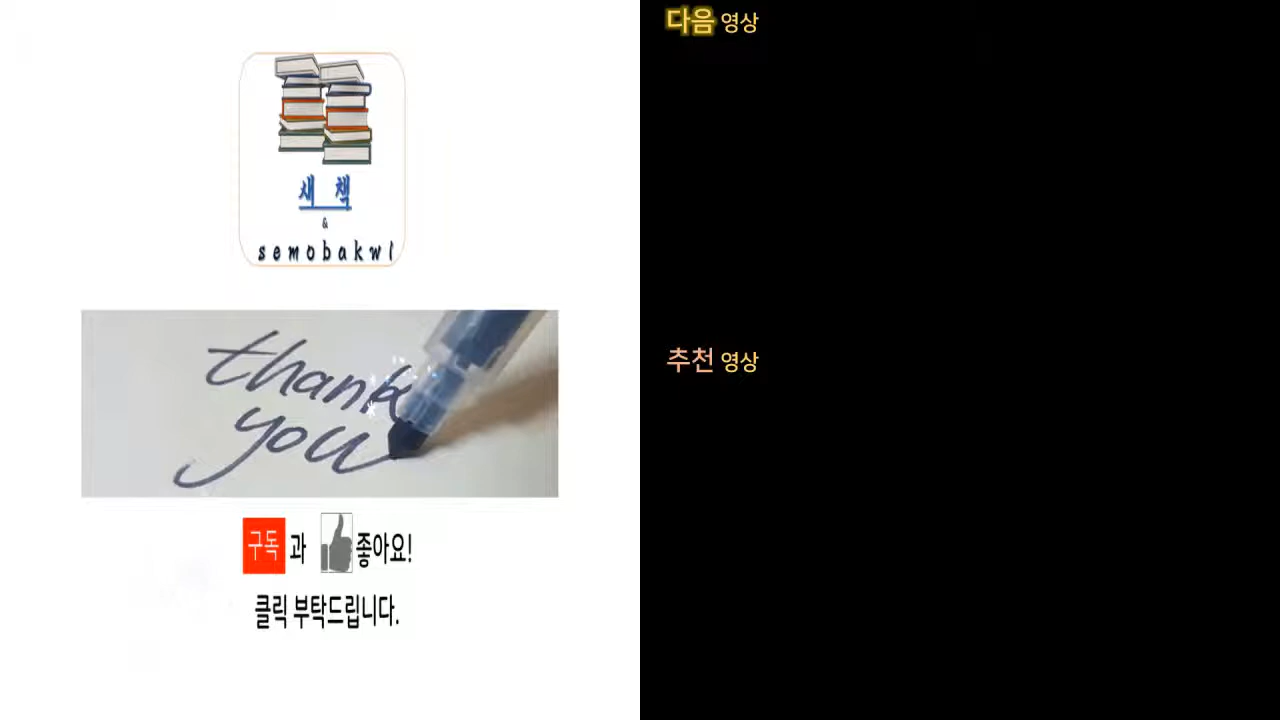 새 책
&
semobakwi
thank
you
구독 과 좋아요!
클릭 부탁드립니다.
다음 영상
추천 영상